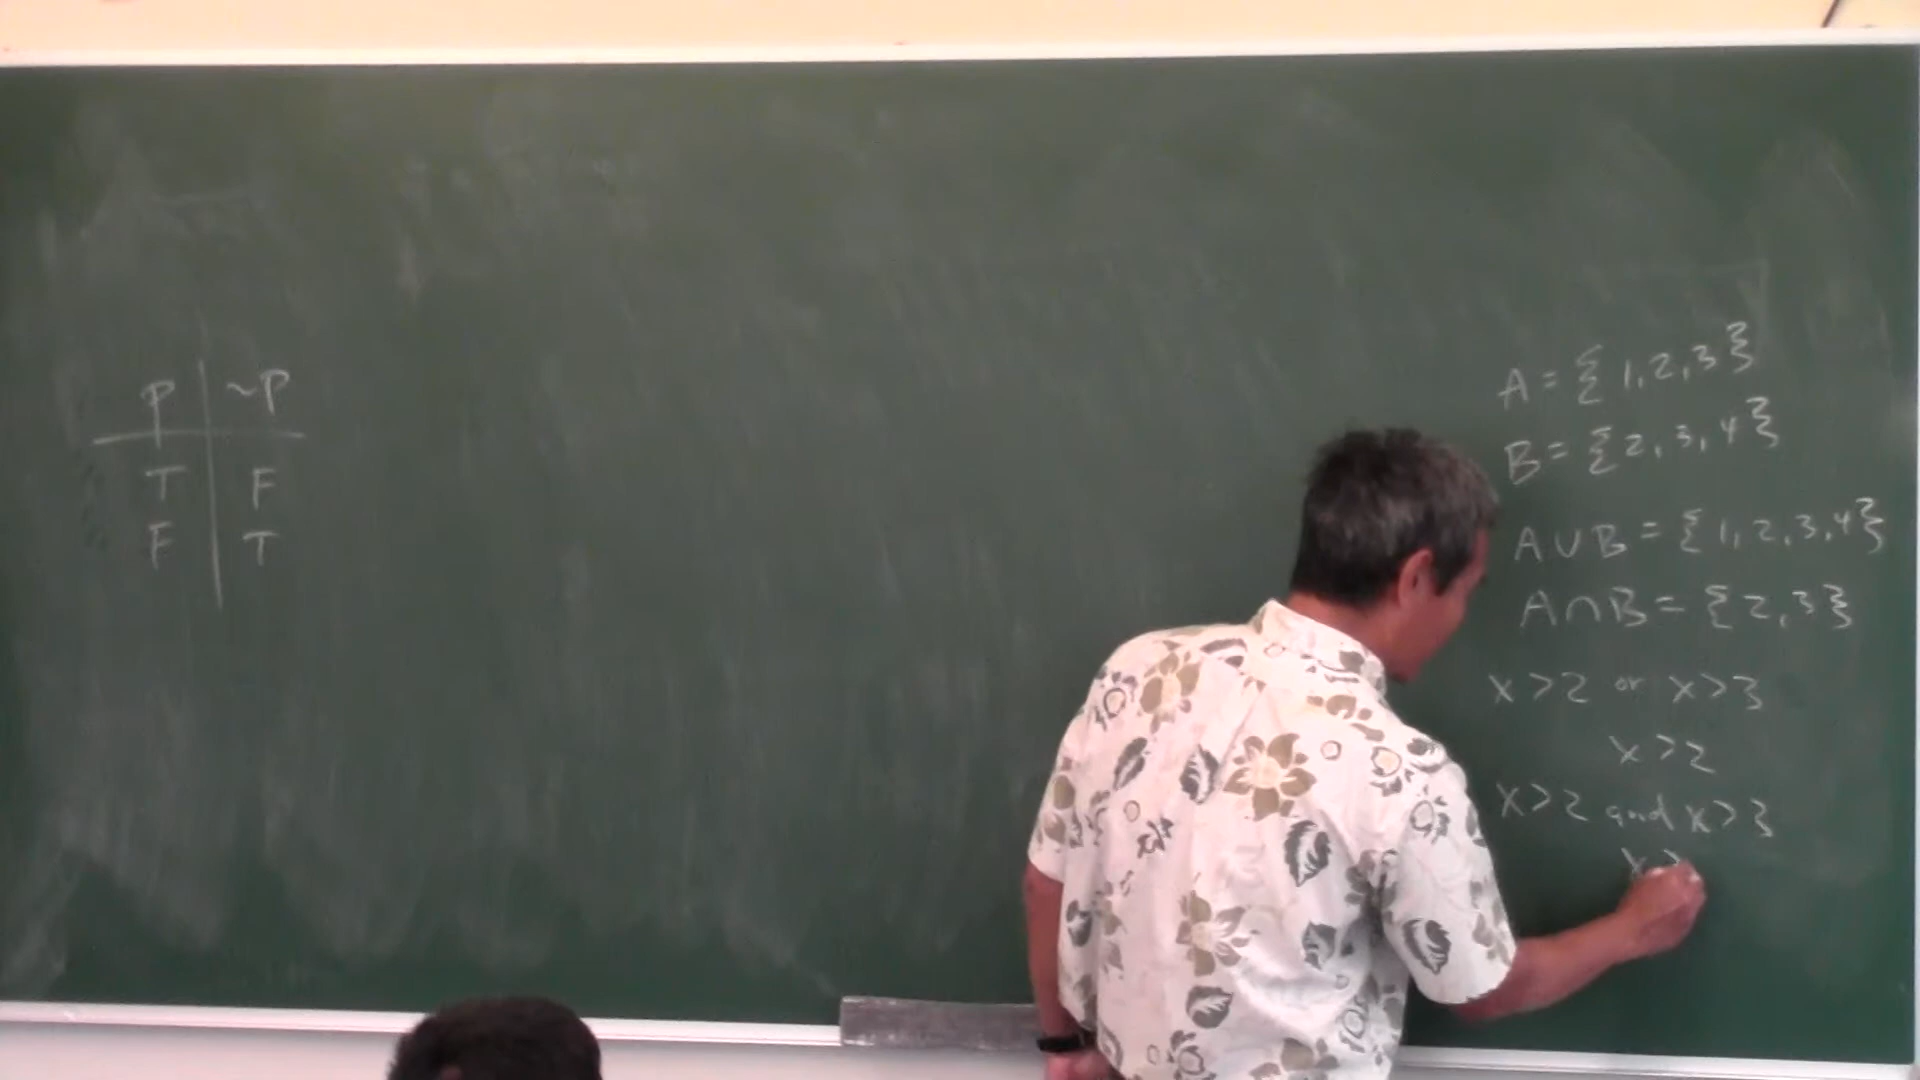 P ~P
T F
F T
A = {1,2,3}
B = {2,3,4}
A∪B = {1,2,3,4}
A∩B = {2,3}
x>2 or x>3
x>2
x>2 and x>3
x>